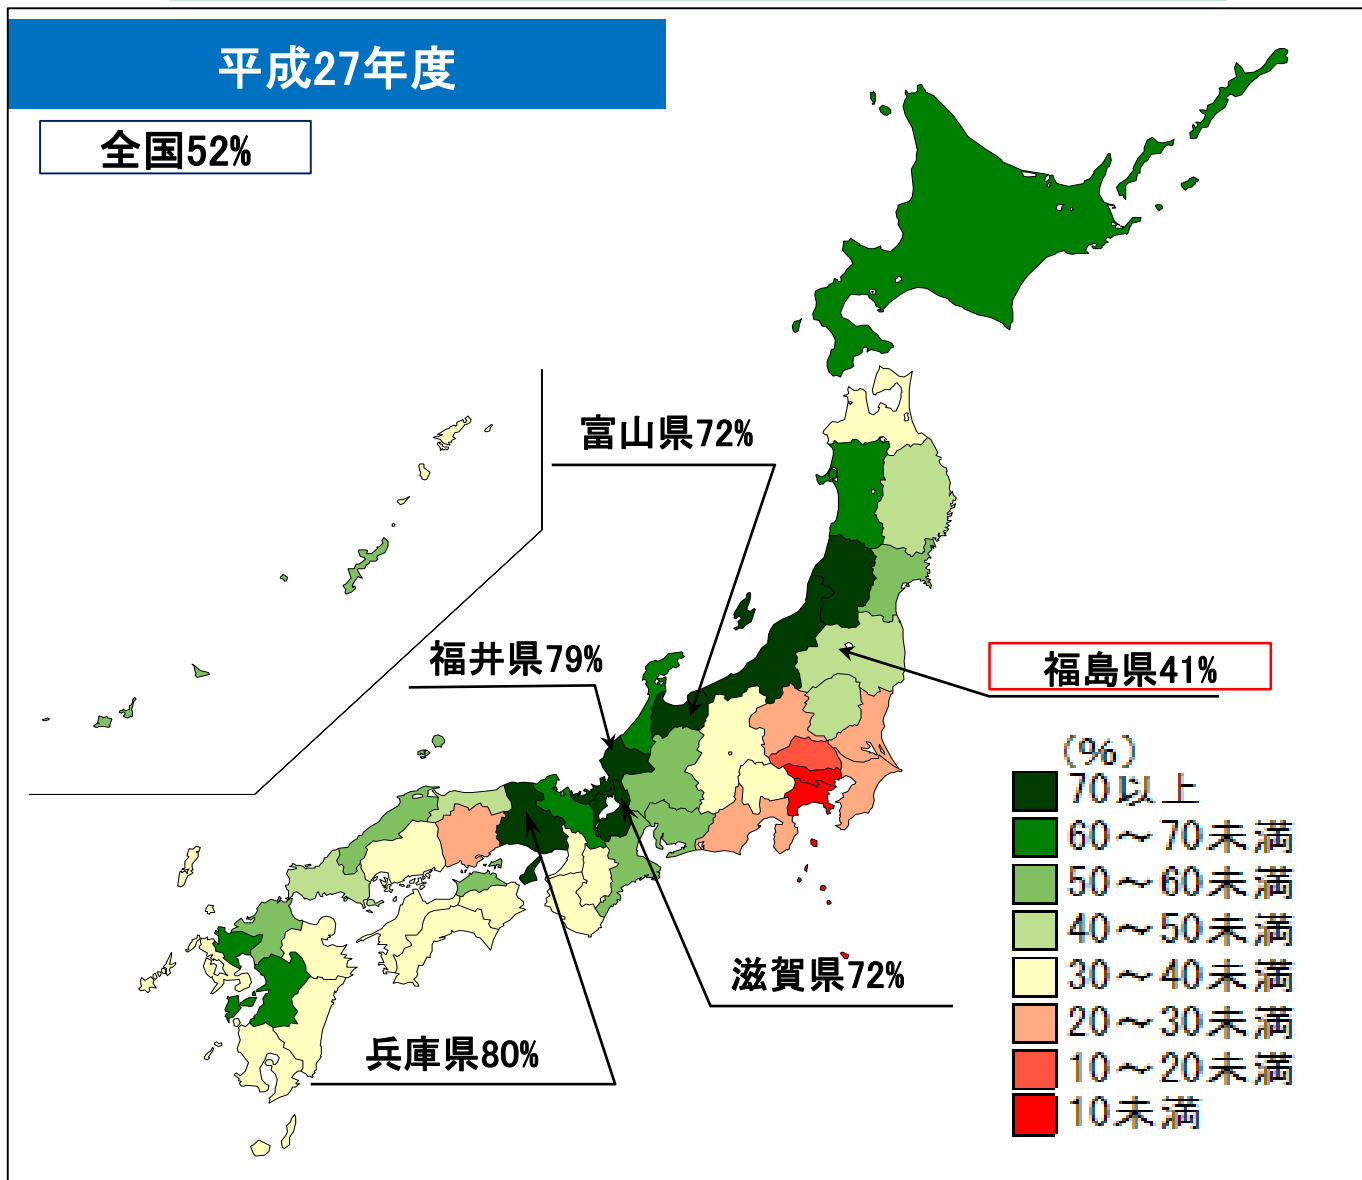 平成27年度
全国52%
富山県72%
福井県79%
福島県41%
(%)
70以上
60～70未満
50～60未満
40～50未満
30～40未満
20～30未満
10～20未満
10未満
滋賀県72%
兵庫県80%